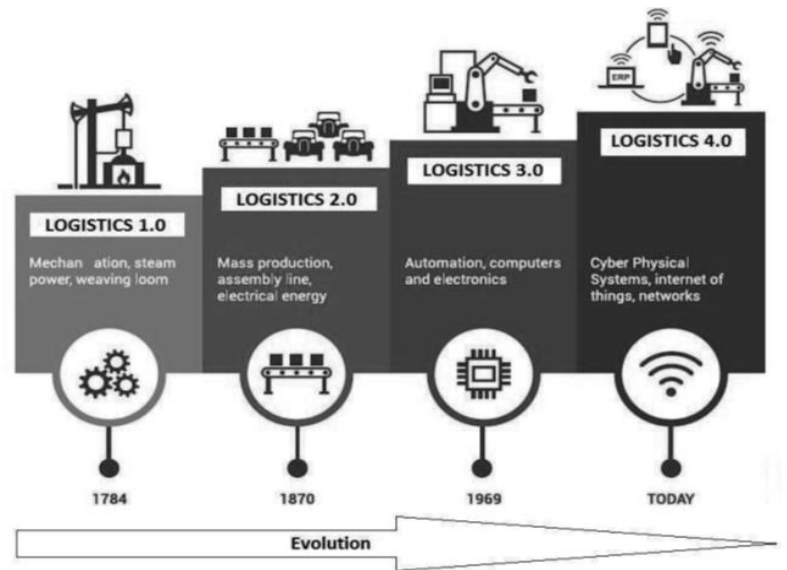 ERP
LOGISTICS 1.0
Mechan ation, steam
power, weaving loom
1784
LOGISTICS 2.0
Mass production,
assembly line,
electrical energy
1870
LOGISTICS 3.0
Automation, computers
and electronics
1969
LOGISTICS 4.0
Cyber Physical
Systems, internet of
things, networks
TODAY
Evolution